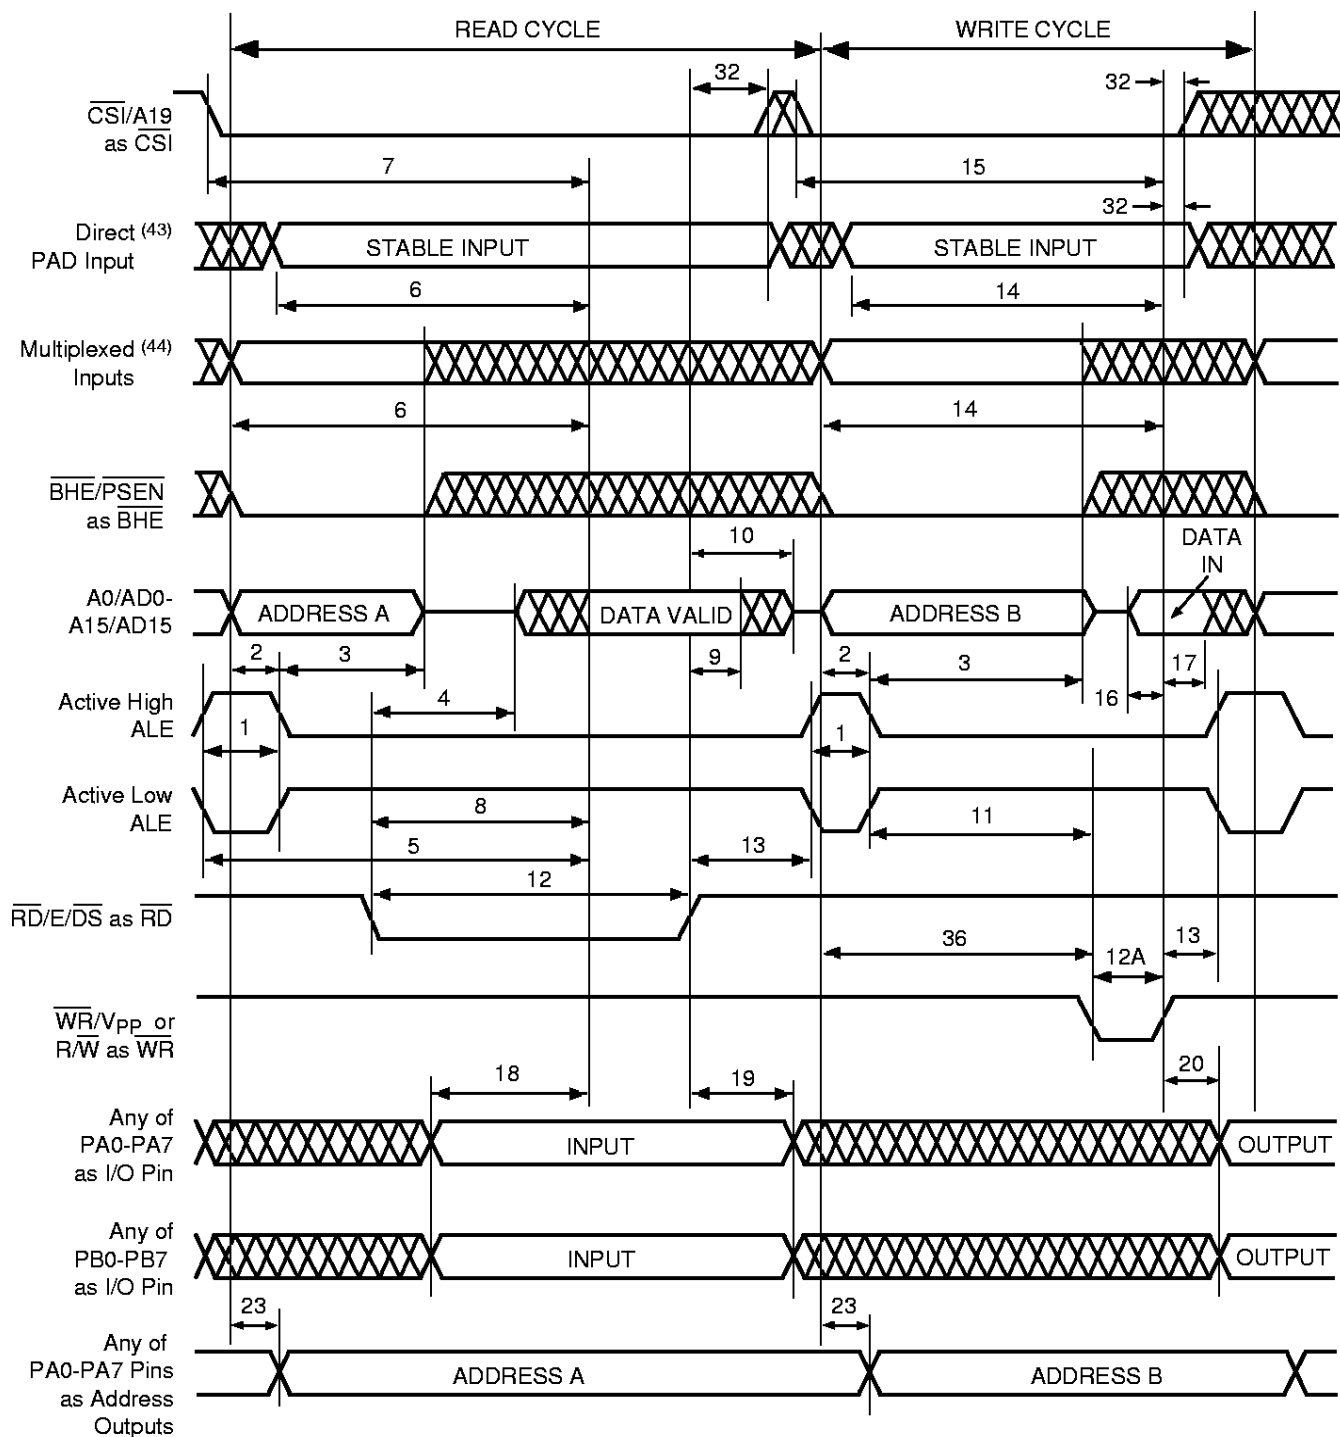 READ CYCLE WRITE CYCLE
32 32
CSI/A19
as CSI
7 15
32
Direct (43)
PAD Input
STABLE INPUT STABLE INPUT
6 14
Multiplexed (44)
Inputs
6 14
BHE/PSEN
as BHE
10 DATA
IN
A0/AD0-
A15/AD15
ADDRESS A DATA VALID ADDRESS B
2 3 9 2 3 17
4 16
Active High
ALE
1 1
Active Low
ALE
8 11
5 13
12
RD/E/DS as RD
36 13
12A
WR/VPP or
R/W as WR
18 19 20
Any of
PA0-PA7
as I/O Pin
INPUT OUTPUT
Any of
PB0-PB7
as I/O Pin
INPUT OUTPUT
23 23
Any of
PA0-PA7 Pins
as Address
Outputs
ADDRESS A ADDRESS B